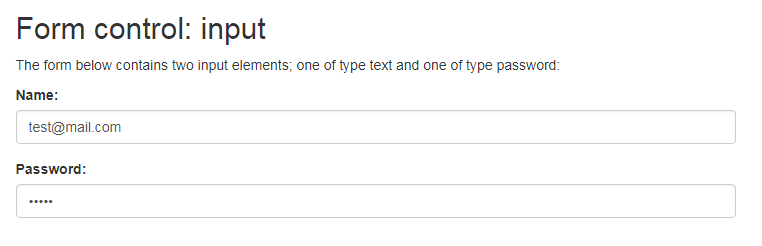 Form control: input
The form below contains two input elements; one of type text and one of type password:
Name:
test@mail.com
Password:
•••••